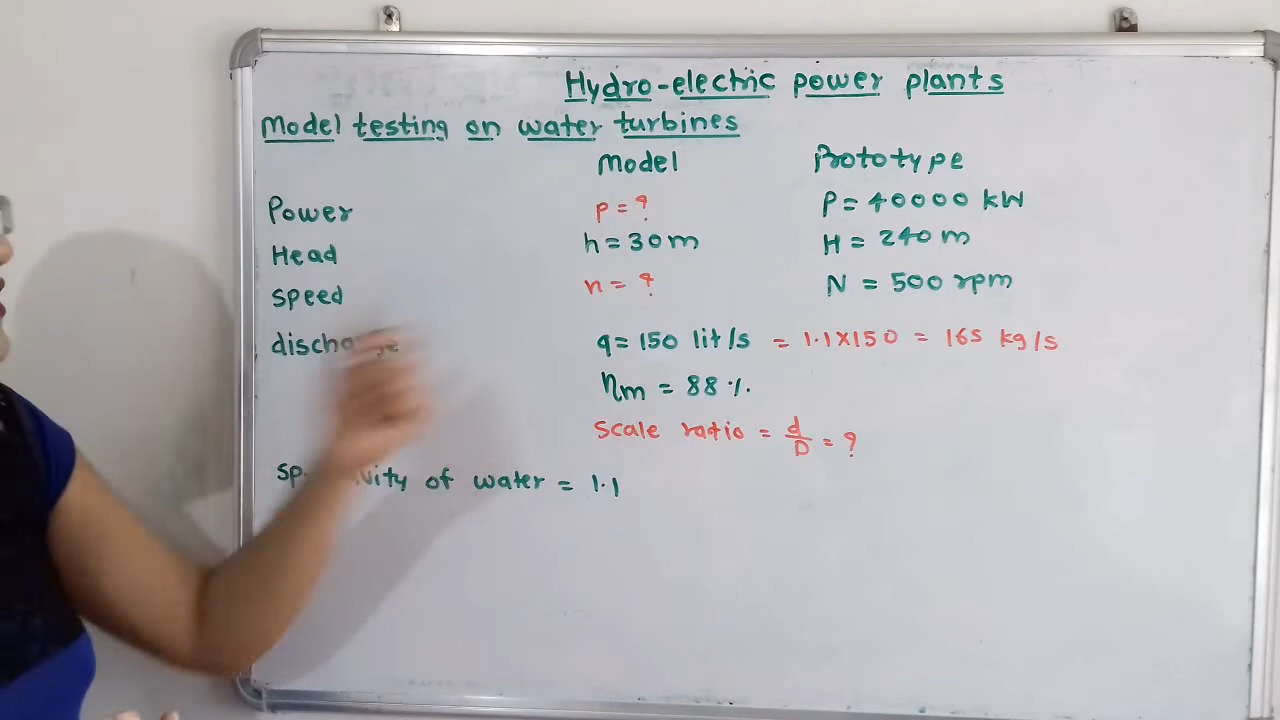 Hydro-electric power plants
Model testing on water turbines
Model Prototype
Power P = ? P = 40000 kW
Head h = 30 m H = 240 m
Speed n = ? N = 500 rpm
discharge q = 150 lit/s = 1.1 x 150 = 165 kg/s
ηm = 88 %.
Scale ratio = d/D = ?
of water = 1.1